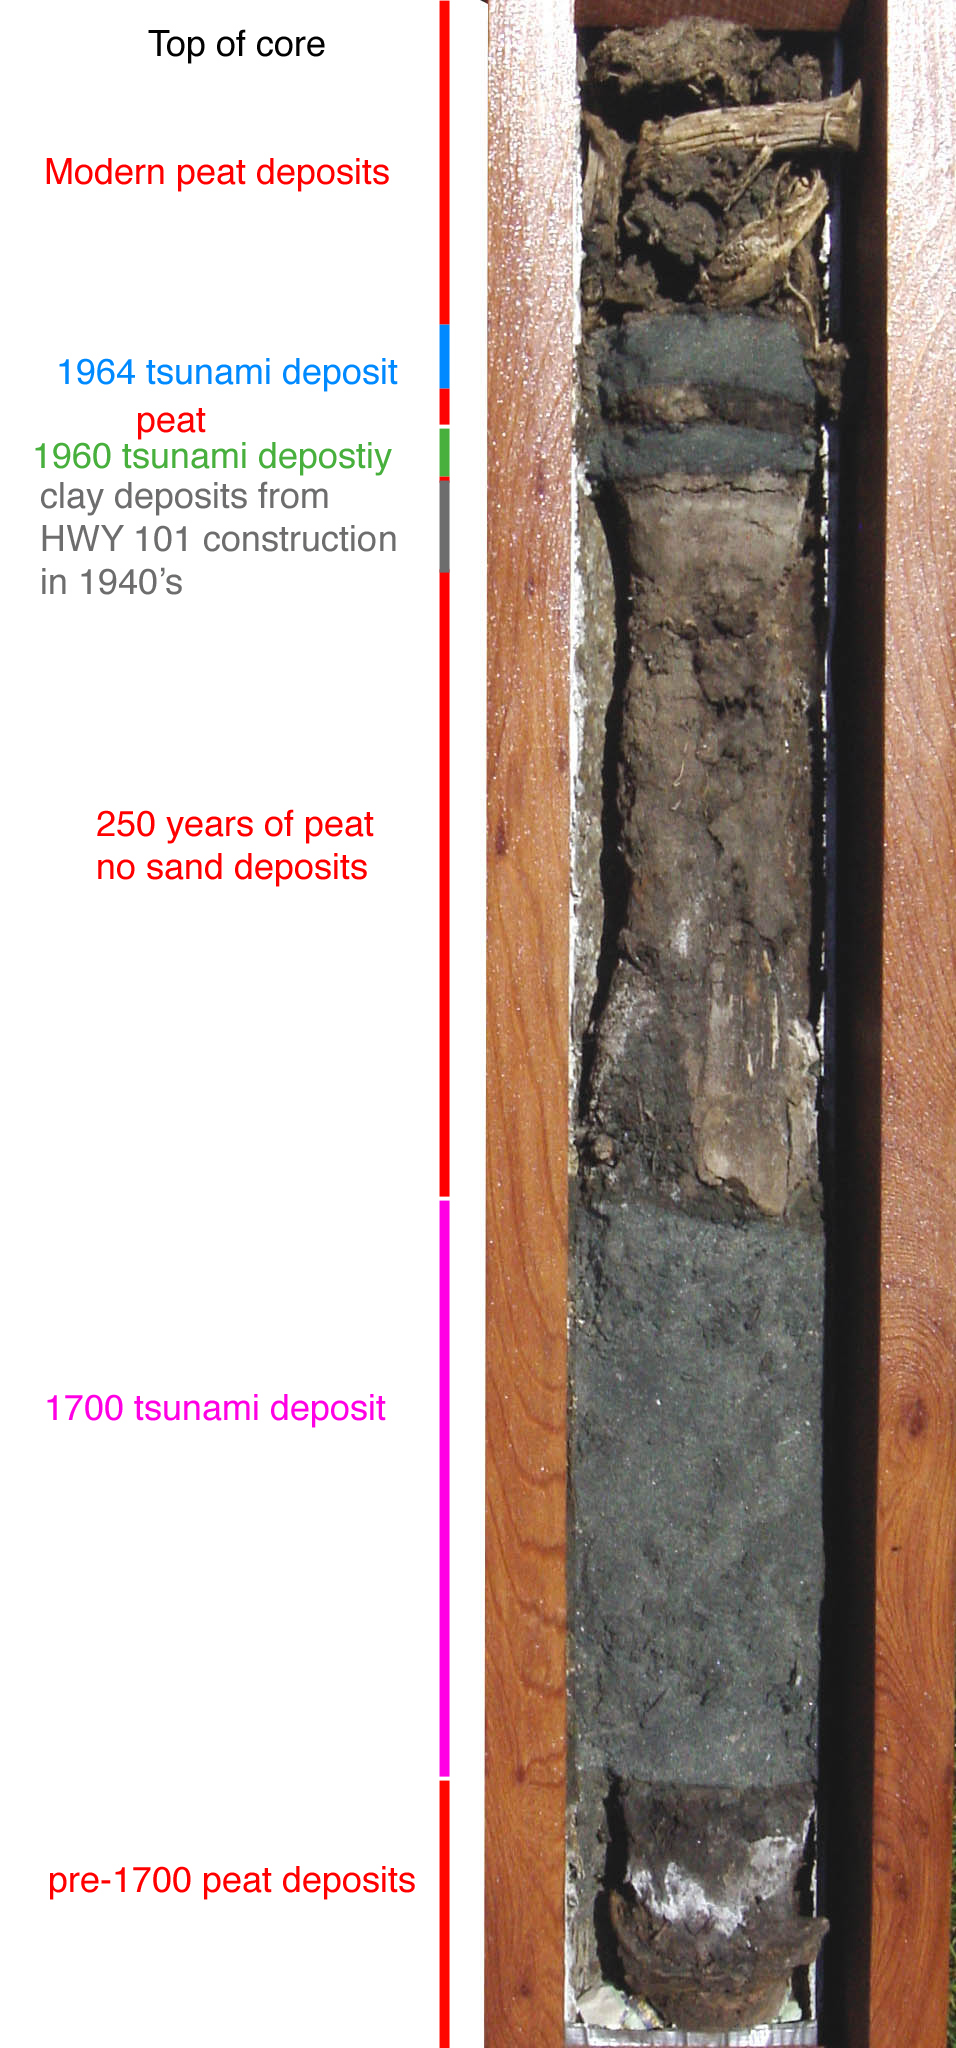 Top of core
Modern peat deposits
1964 tsunami deposit
peat
1960 tsunami depostiy
clay deposits from
HWY 101 construction
in 1940’s
250 years of peat
no sand deposits
1700 tsunami deposit
pre-1700 peat deposits